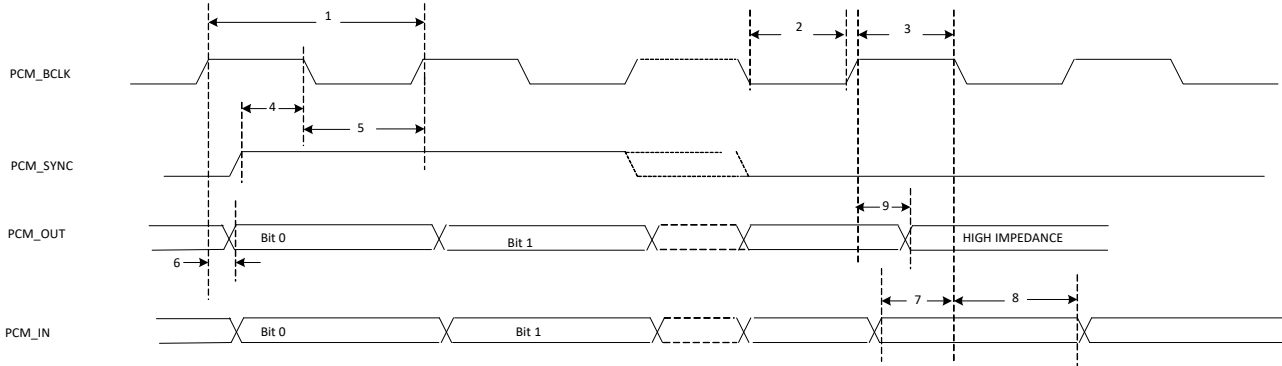 1
2
3
PCM_BCLK
4
5
PCM_SYNC
9
PCM_OUT
Bit 0
Bit 1
HIGH IMPEDANCE
6
7
8
PCM_IN
Bit 0
Bit 1